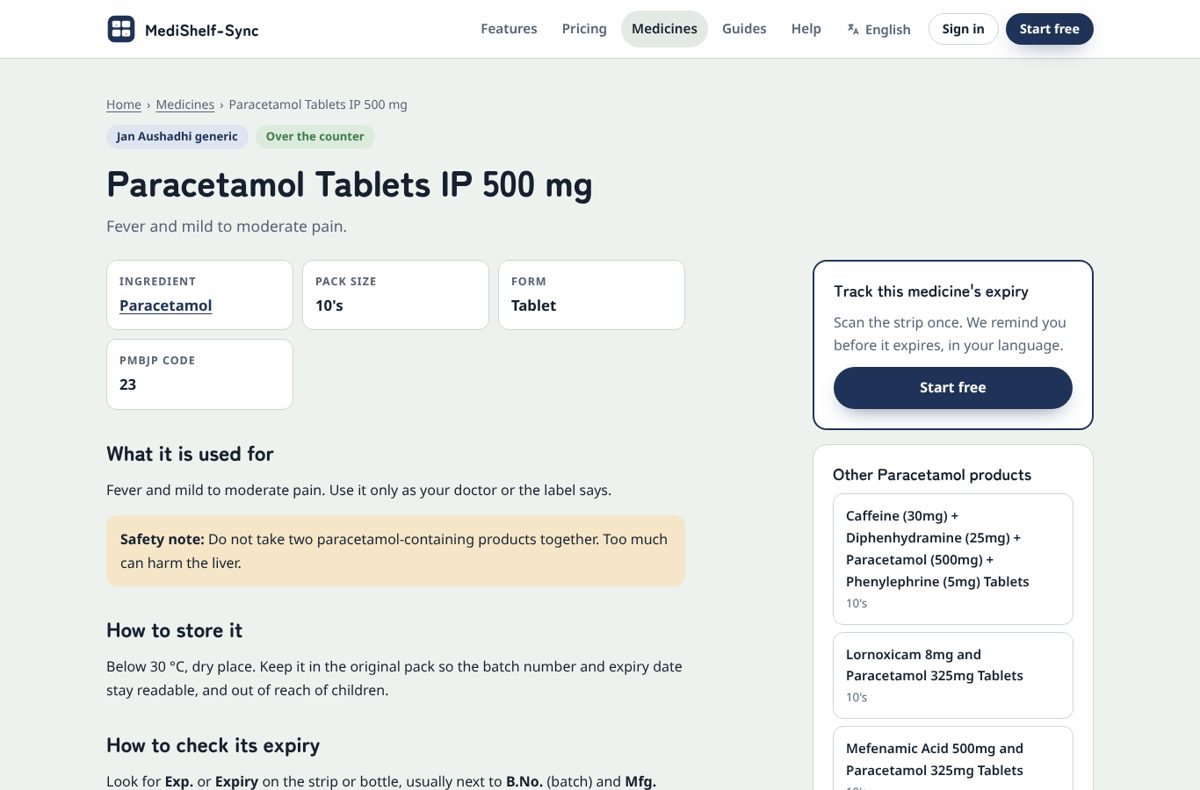 MediShelf-Sync
Features
Pricing
Medicines
Guides
Help
English
Sign in
Start free
Home › Medicines › Paracetamol Tablets IP 500 mg
Jan Aushadhi generic
Over the counter
Paracetamol Tablets IP 500 mg
Fever and mild to moderate pain.
INGREDIENT
Paracetamol
PACK SIZE
10's
FORM
Tablet
PMBJP CODE
23
What it is used for
Fever and mild to moderate pain. Use it only as your doctor or the label says.
Safety note: Do not take two paracetamol-containing products together. Too much
can harm the liver.
How to store it
Below 30 °C, dry place. Keep it in the original pack so the batch number and expiry date
stay readable, and out of reach of children.
How to check its expiry
Look for Exp. or Expiry on the strip or bottle, usually next to B.No. (batch) and Mfg.
Track this medicine's expiry
Scan the strip once. We remind you
before it expires, in your language.
Start free
Other Paracetamol products
Caffeine (30mg) +
Diphenhydramine (25mg) +
Paracetamol (500mg) +
Phenylephrine (5mg) Tablets
10's
Lornoxicam 8mg and
Paracetamol 325mg Tablets
10's
Mefenamic Acid 500mg and
Paracetamol 325mg Tablets